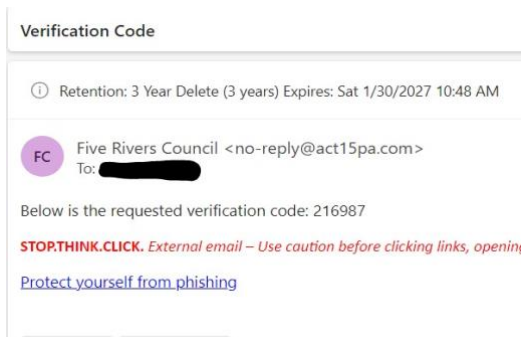 Verification Code
Retention: 3 Year Delete (3 years) Expires: Sat 1/30/2027 10:48 AM
FC
Five Rivers Council <no-reply@act15pa.com>
To:
Below is the requested verification code: 216987
STOP.THINK.CLICK. External email – Use caution before clicking links, opening
Protect yourself from phishing